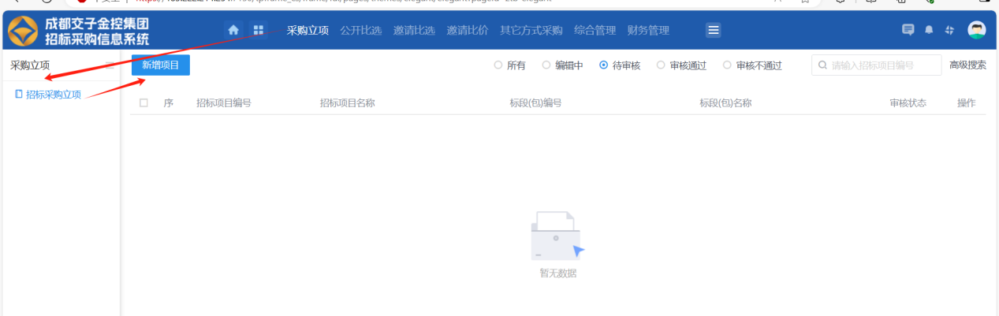 成都交子金控集团
招标采购信息系统
采购立项 公开比选 邀请比选 邀请比价 其它方式采购 综合管理 财务管理
采购立项
新增项目
所有 编辑中 待审核 审核通过 审核不通过
请输入招标项目编号
高级搜索
招标采购立项
序 招标项目编号 招标项目名称 标段(包)编号 标段(包)名称 审核状态 操作
暂无数据